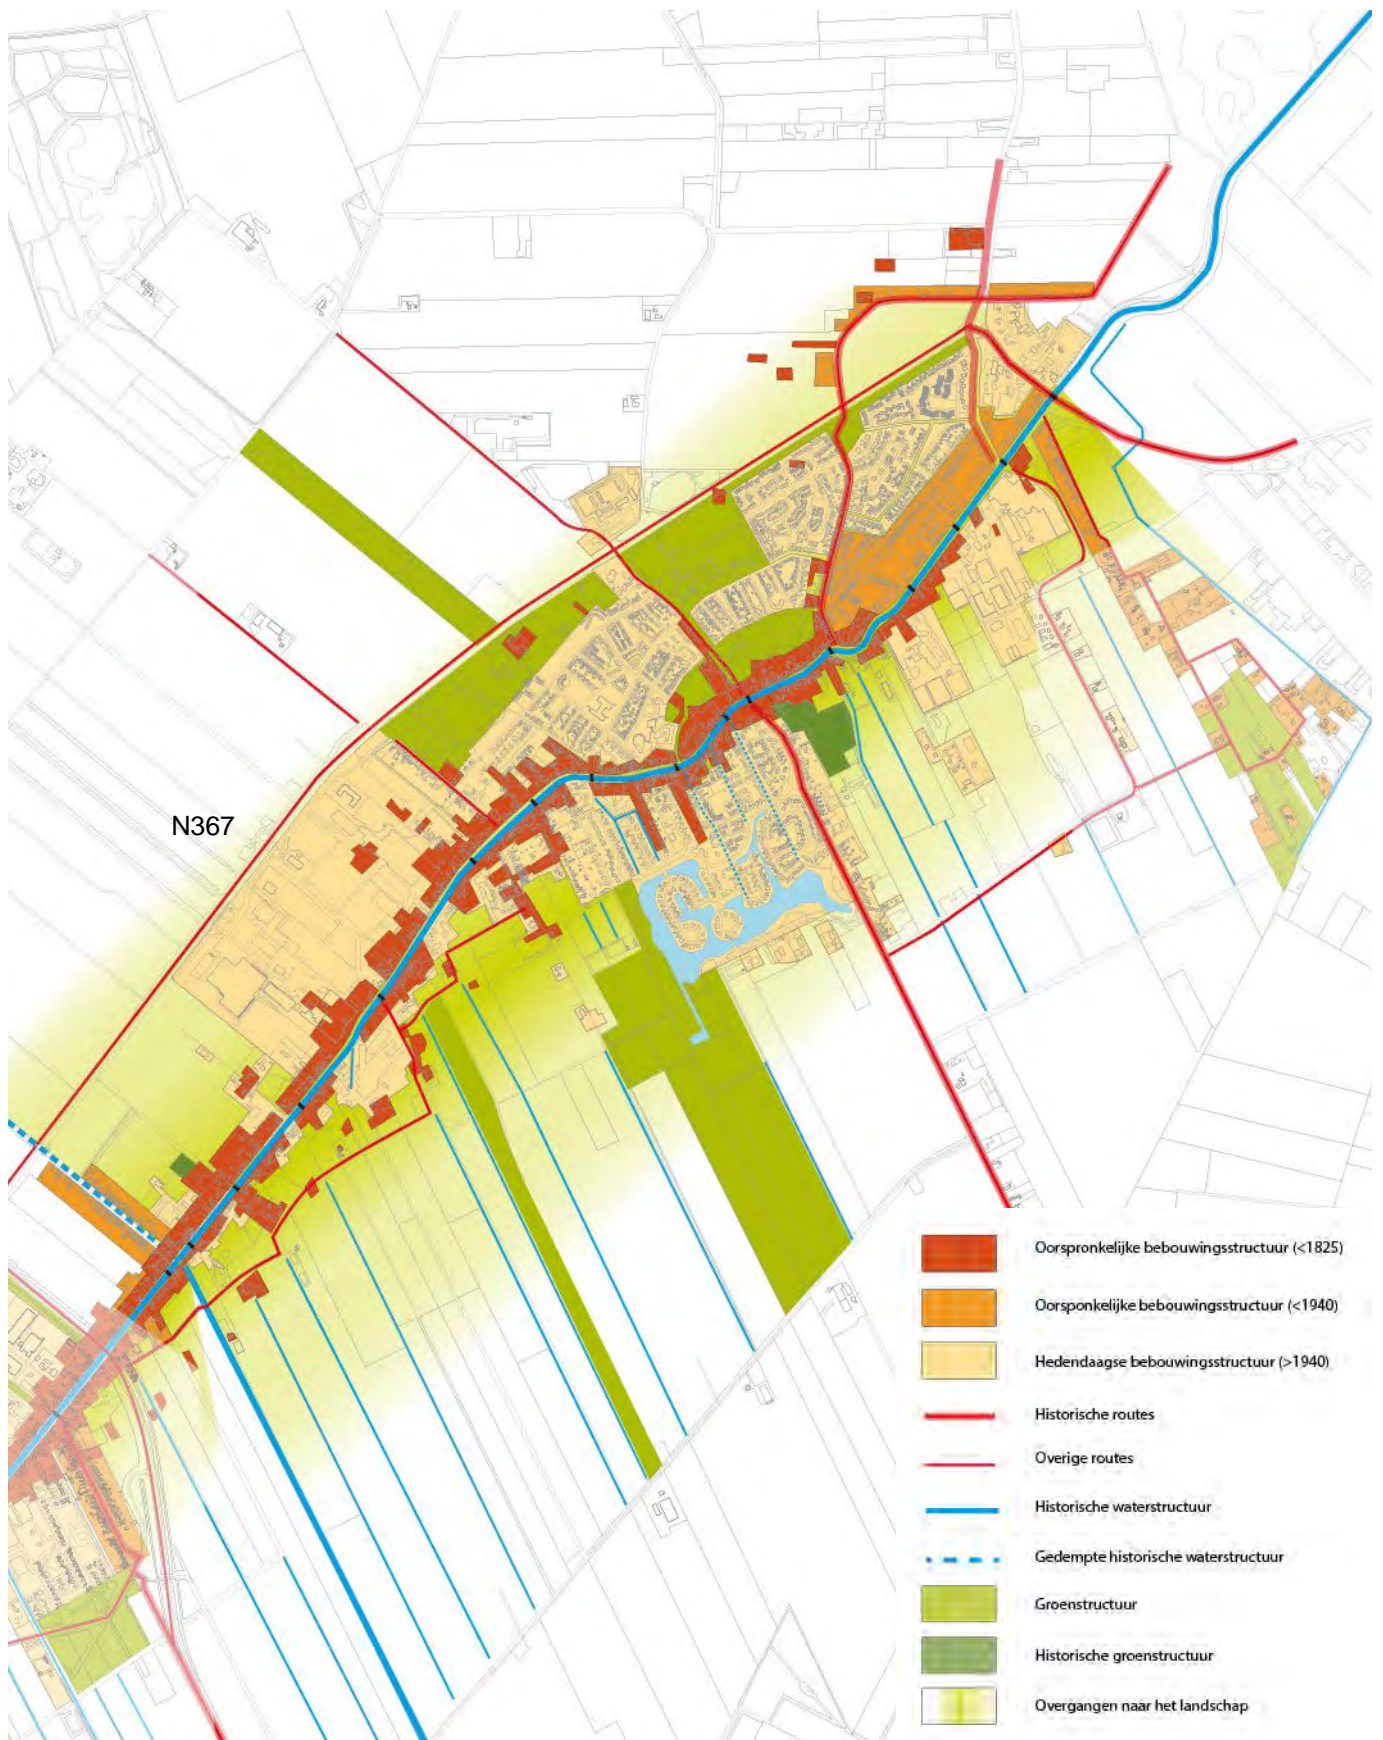 N367
Oorspronkelijke bebouwingsstructuur (<1825)
Oorsponkelijke bebouwingsstructuur (<1940)
Hedendaagse bebouwingsstructuur (>1940)
Historische routes
Overige routes
Historische waterstructuur
Gedempte historische waterstructuur
Groenstructuur
Historische groenstructuur
Overgangen naar het landschap